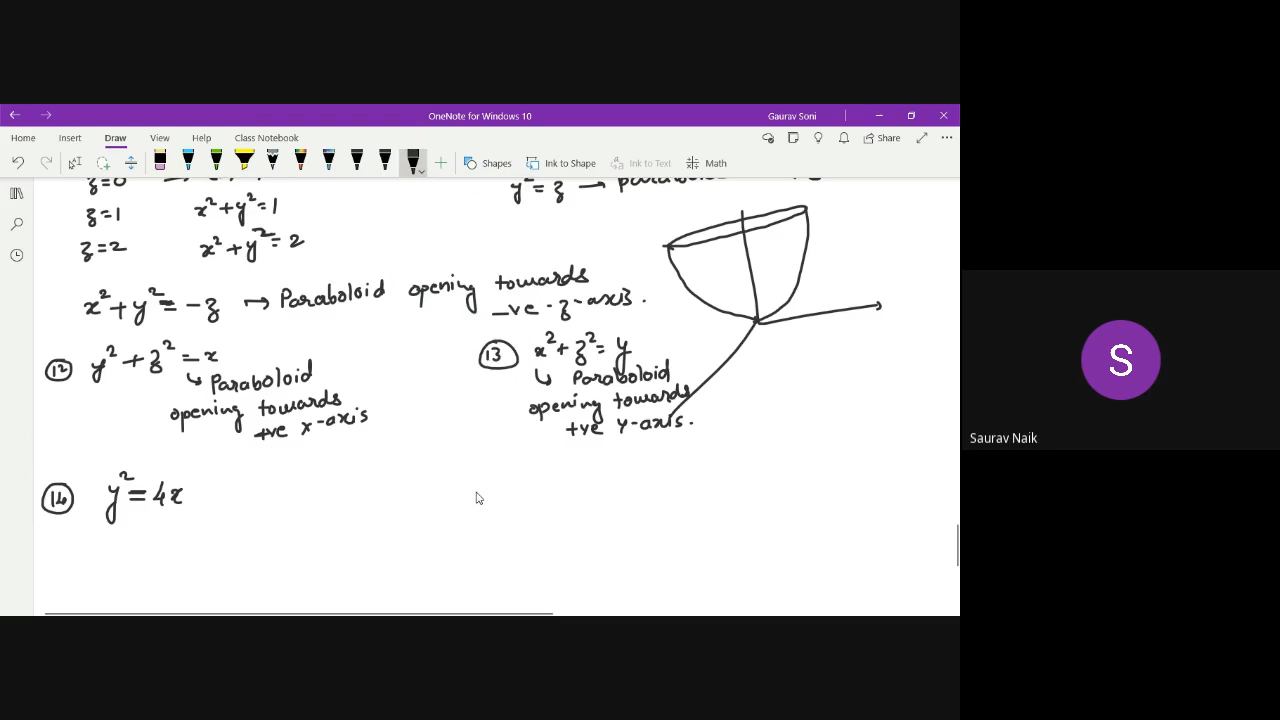 OneNote for Windows 10
Gaurav Soni
Home Insert Draw View Help Class Notebook
Share
Shapes Ink to Shape Ink to Text Math
z=0
z=1 x²+y²=1
z=2 x²+y²=2
y²=z →
x²+y²=-z → Paraboloid opening towards
-ve-z-axis.
⑫ y²+z²=x
↳ Paraboloid
opening towards
+ve x-axis
⑬ x²+z²=y
↳ Paraboloid
opening towards
+ve y-axis.
⑭ y²=4x
S
Saurav Naik